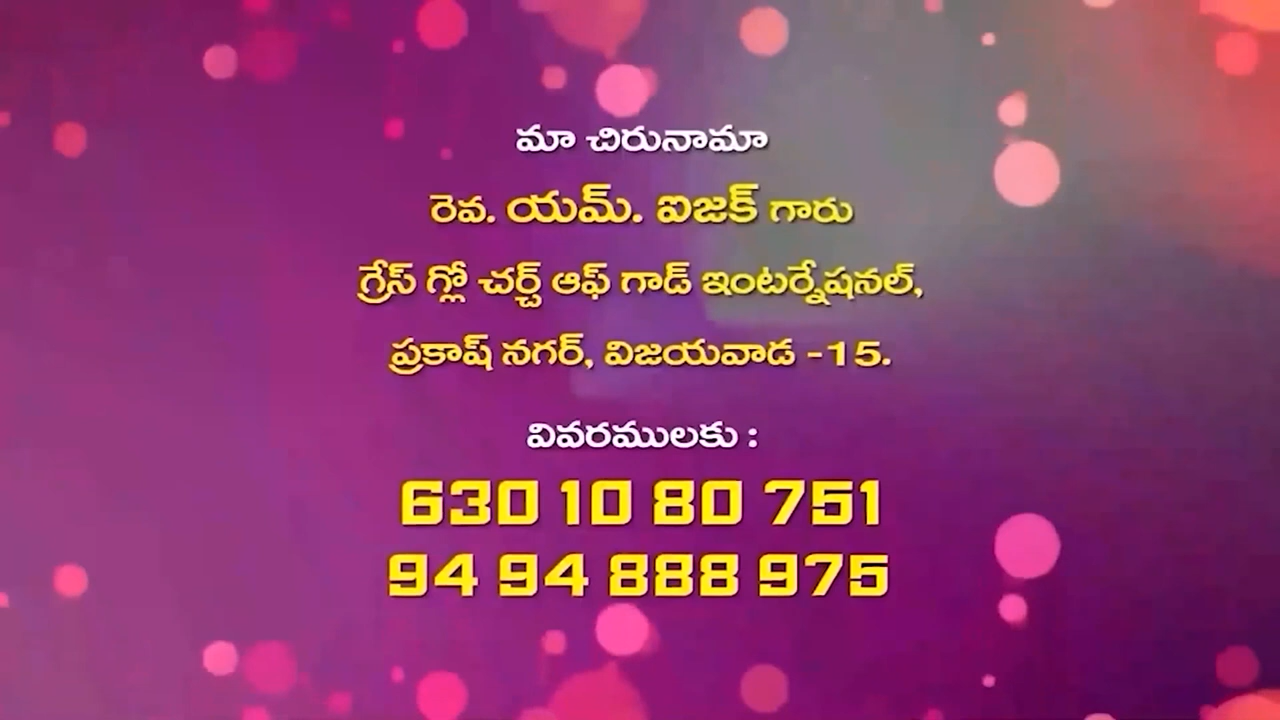 మా చిరునామా
రెవ. యమ్. ఐజక్ గారు
గ్రేస్ గ్లో చర్చ్ ఆఫ్ గాడ్ ఇంటర్నేషనల్,
ప్రకాష్ నగర్, విజయవాడ -15.
వివరములకు :
630 10 80 751
94 94 888 975